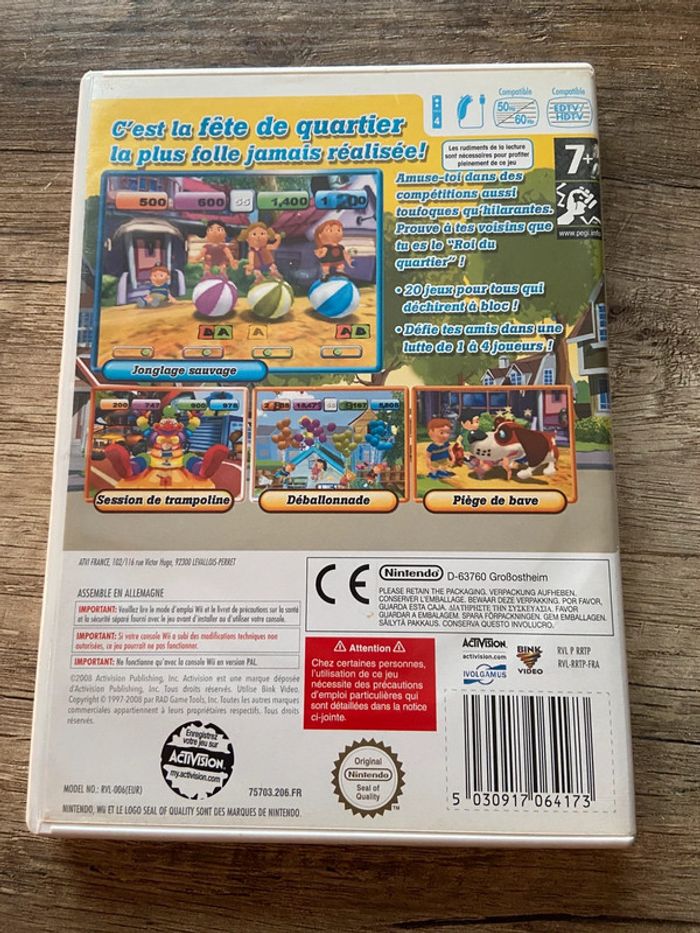 Compatible
Compatible
4
50Hz
60Hz
EDTV/
HDTV
C'est la fête de quartier
la plus folle jamais réalisée!
Les rudiments de la lecture
sont nécessaires pour profiter
pleinement de ce jeu
7+
www.pegi.info
Amuse-toi dans des
compétitions aussi
toufoques qu'hilarantes.
Prouve à tes voisins que
tu es le "Roi du
quartier" !
• 20 jeux pour tous qui
déchirent à bloc !
• Défie tes amis dans une
lutte de 1 à 4 joueurs !
500 600 55 1,400
B A A A B
Jonglage sauvage
200 747 900 978
Session de trampoline
Déballonnade
Piège de bave
ATVI FRANCE, 102/116 rue Victor Hugo, 92300 LEVALLOIS-PERRET
ASSEMBLE EN ALLEMAGNE
IMPORTANT: Veuillez lire le mode d'emploi Wii et le livret de précautions sur la santé
et la sécurité séparé fourni avec le jeu avant d'installer ou d'utiliser votre console.
IMPORTANT: Si votre console Wii a subi des modifications techniques non
autorisées, ce jeu pourrait ne pas fonctionner.
IMPORTANT: Ne fonctionne qu'avec la console Wii en version PAL.
©2008 Activision Publishing, Inc. Activision est une marque déposée
d'Activision Publishing, Inc. Tous droits réservés. Utilise Bink Video.
Copyright © 1997-2008 par RAD Game Tools, Inc. Toutes les autres marques
commerciales appartiennent à leurs propriétaires respectifs. Tous droits
réservés.
CE
Nintendo D-63760 Großostheim
PLEASE RETAIN THE PACKAGING. VERPACKUNG AUFHEBEN.
CONSERVER L'EMBALLAGE. BEWAAR DEZE VERPAKKING. POR FAVOR,
GUARDA ESTA CAJA. ΔΙΑΤΗΡΗΣΤΕ ΤΗΝ ΣΥΣΚΕΥΑΣΙΑ. FAVOR
GUARDAR A EMBALAGEM. SPARA FÖRPACKNINGEN. GEM EMBALLAGEN.
SÄILYTÄ PAKKAUS. CONSERVA QUESTO INVOLUCRO.
Attention
Chez certaines personnes,
l'utilisation de ce jeu
nécessite des précautions
d'emploi particulières qui
sont détaillées dans la notice
ci-jointe.
ACTIVISION.
activision.com
IVOLGAMUS
BINK
VIDEO
RVL P RRTP
RVL-RRTP-FRA
Enregistrez
votre jeu sur
ACTIVISION.
my.activision.com
Original
Nintendo
Seal of
Quality
TM
5 030917 064173
MODEL NO.: RVL-006(EUR)
75703.206.FR
NINTENDO, Wii ET LE LOGO SEAL OF QUALITY SONT DES MARQUES DE NINTENDO.